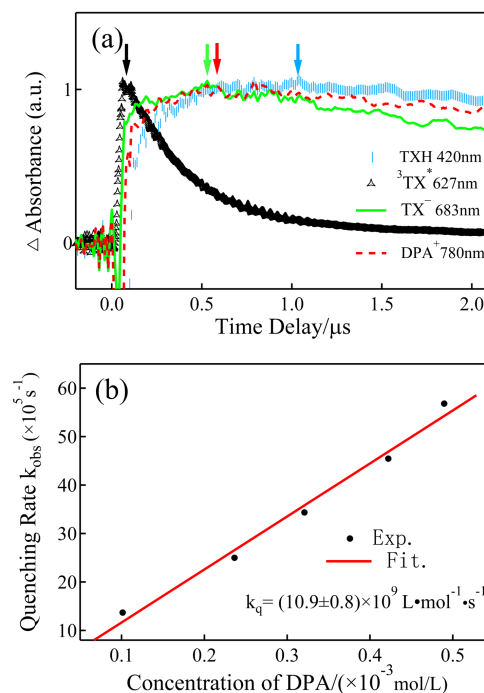 (a)
1
0
△ Absorbance (a.u.)
TXH 420nm
³TX* 627nm
TX⁻ 683nm
DPA⁺ 780nm
0.0 0.5 1.0 1.5 2.0
Time Delay/μs
(b)
60
50
40
30
20
10
Quenching Rate k_obs (×10⁵ s⁻¹)
Exp.
Fit.
k_q = (10.9±0.8)×10⁹ L•mol⁻¹•s⁻¹
0.1 0.2 0.3 0.4 0.5
Concentration of DPA/(×10⁻³mol/L)